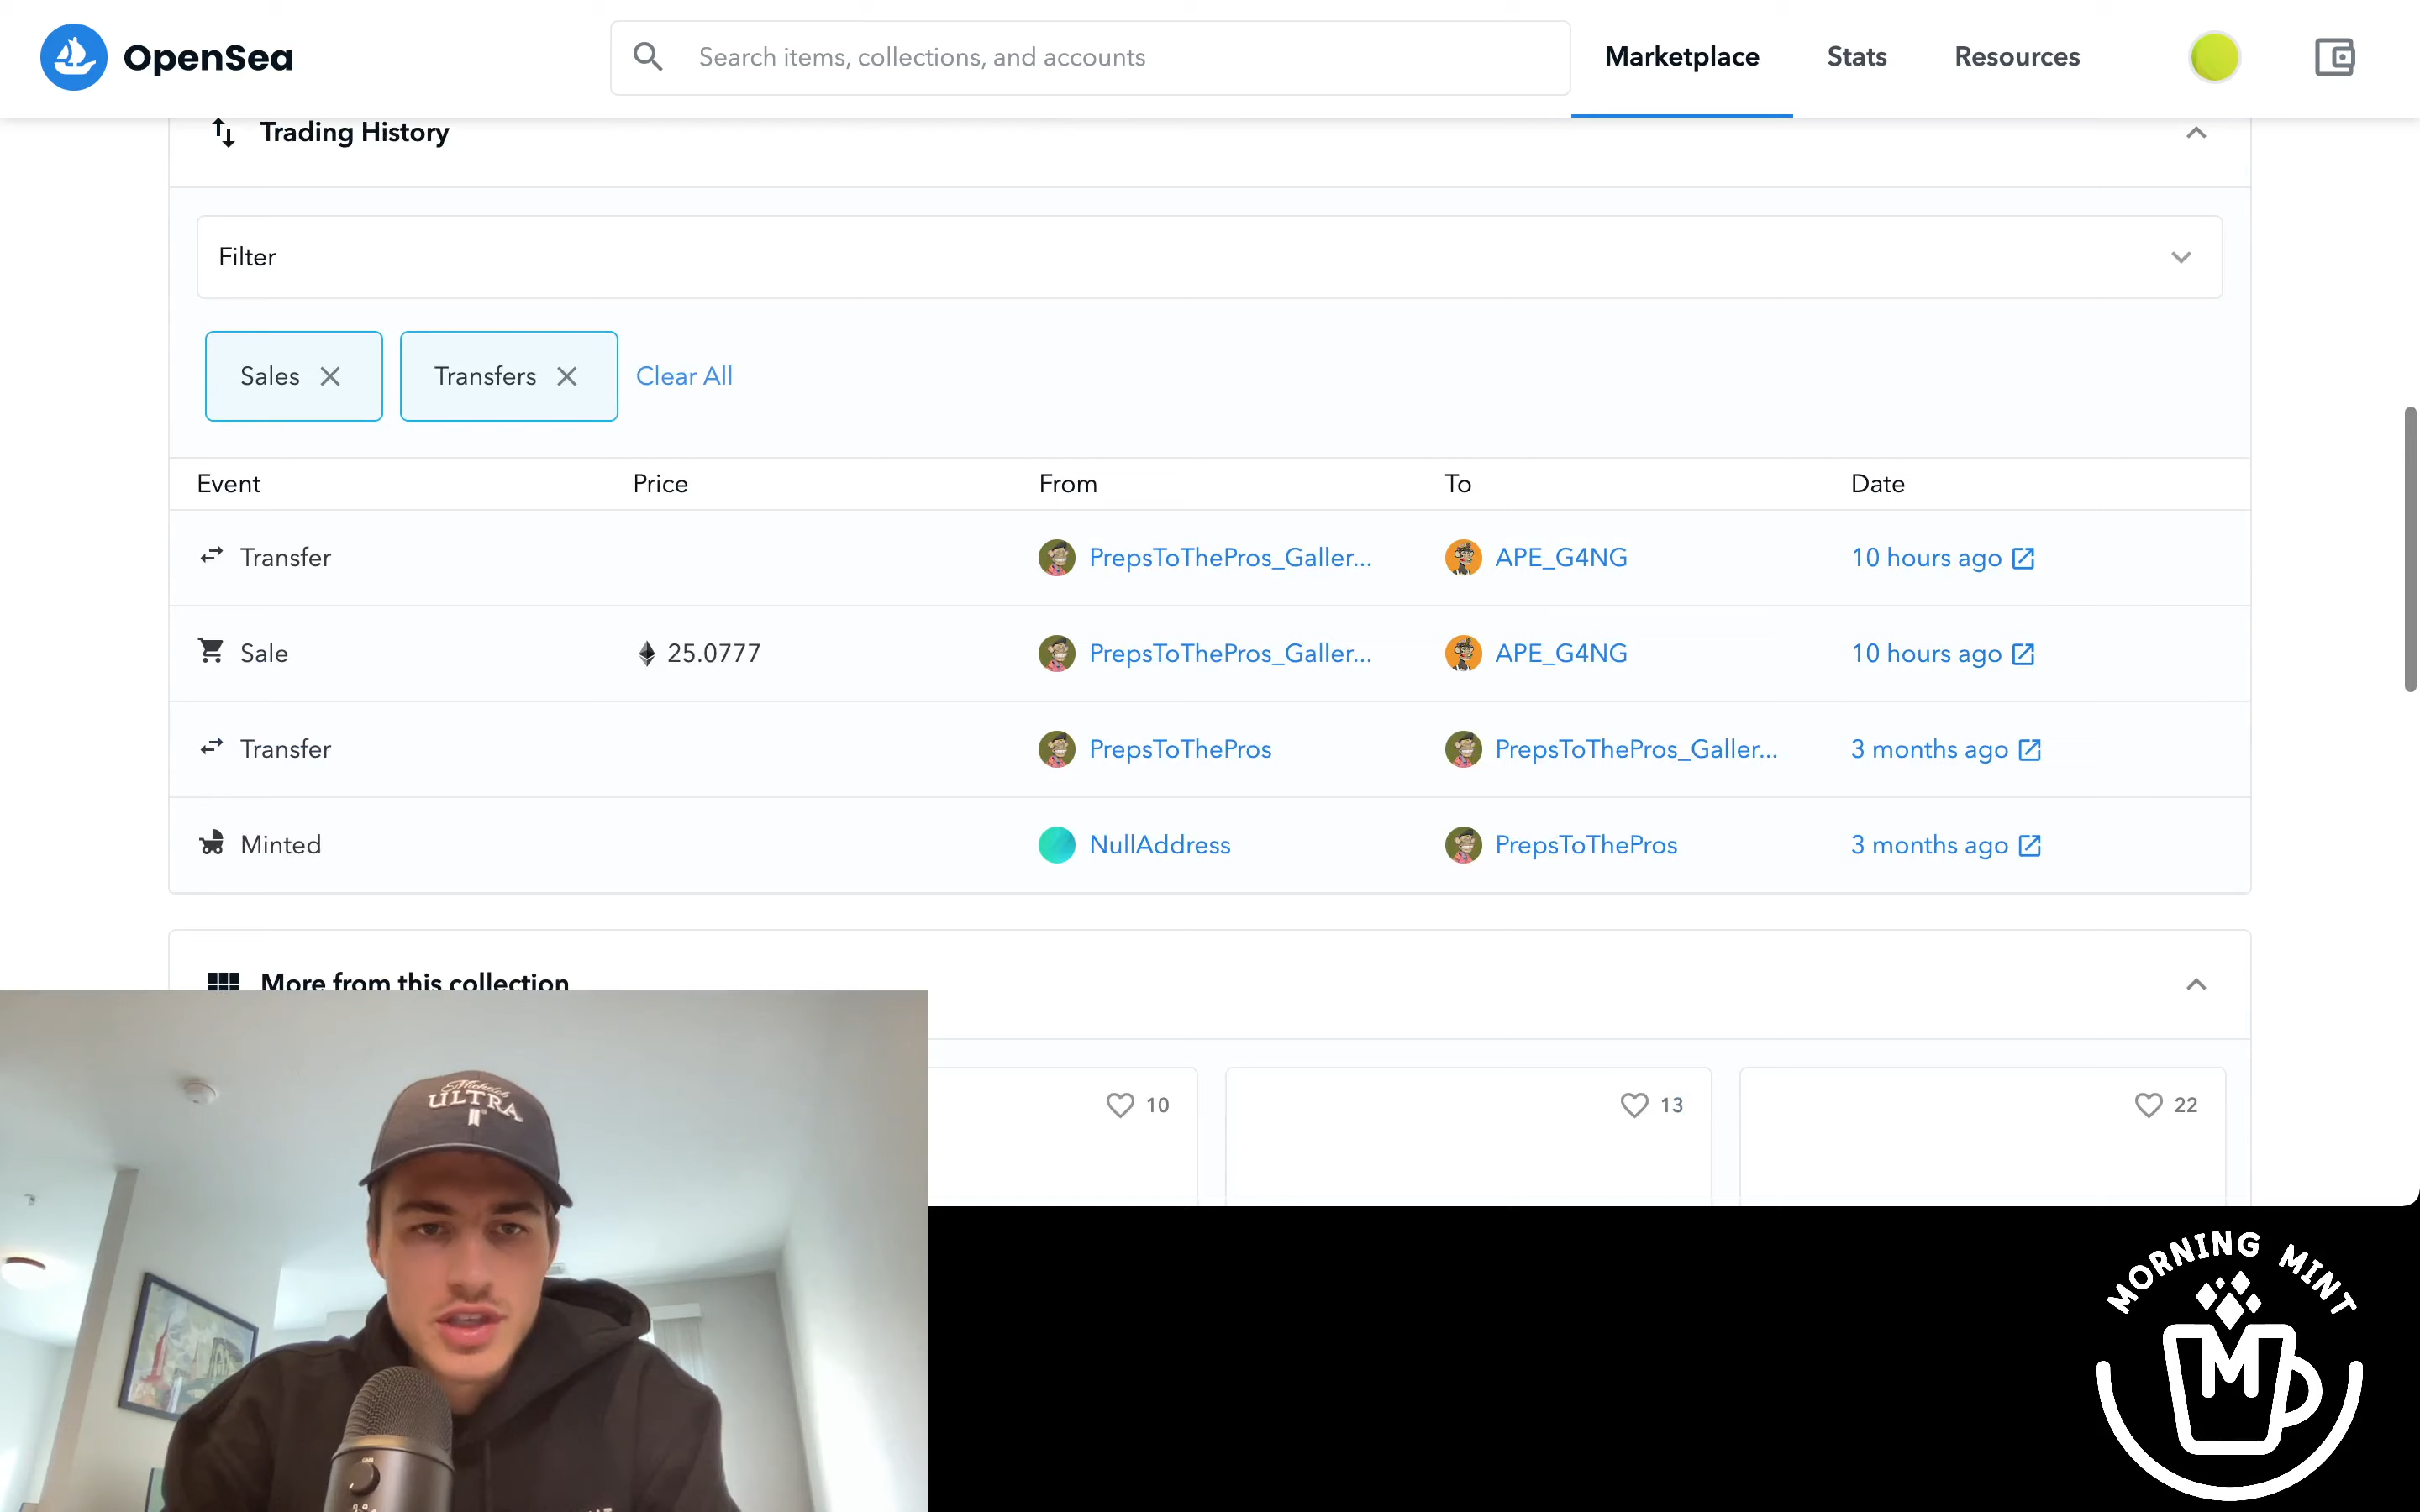 OpenSea
Search items, collections, and accounts
Marketplace
Stats
Resources
Trading History
Filter
Sales
Transfers
Clear All
Event Price From To Date
Transfer PrepsToThePros_Galler... APE_G4NG 10 hours ago
Sale 25.0777 PrepsToThePros_Galler... APE_G4NG 10 hours ago
Transfer PrepsToThePros PrepsToThePros_Galler... 3 months ago
Minted NullAddress PrepsToThePros 3 months ago
More from this collection
10
13
22
Michelob
ULTRA
MORNING MINT
M